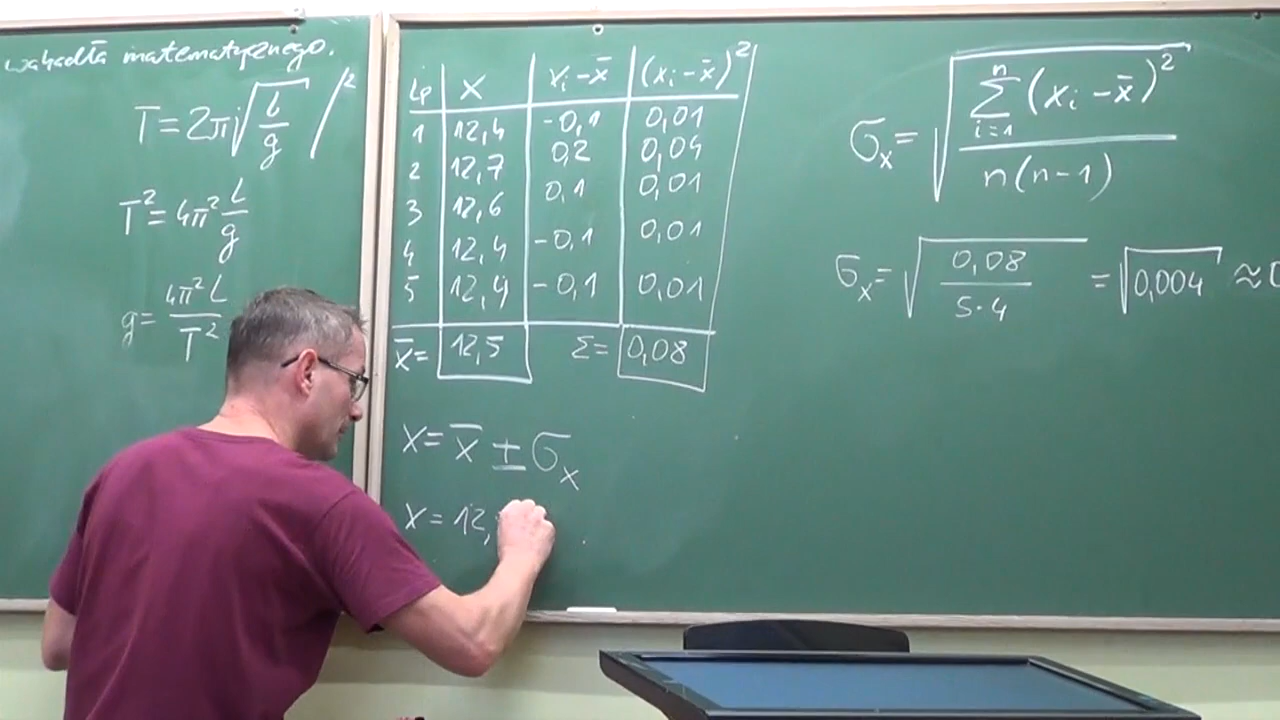 wahadła matematycznego.
T = 2π√(L/g) /²
T² = 4π² L/g
g = 4π²L/T²
Lp X xᵢ-x̄ (xᵢ-x̄)²
1 12,4 -0,1 0,01
2 12,7 0,2 0,04
3 12,6 0,1 0,01
4 12,4 -0,1 0,01
5 12,4 -0,1 0,01
x̄= 12,5 Σ= 0,08
x = x̄ ± σₓ
x = 12,
σₓ = √(∑ⁿᵢ₌₁ (xᵢ-x̄)² / n(n-1))
σₓ = √(0,08 / 5·4) = √0,004 ≈